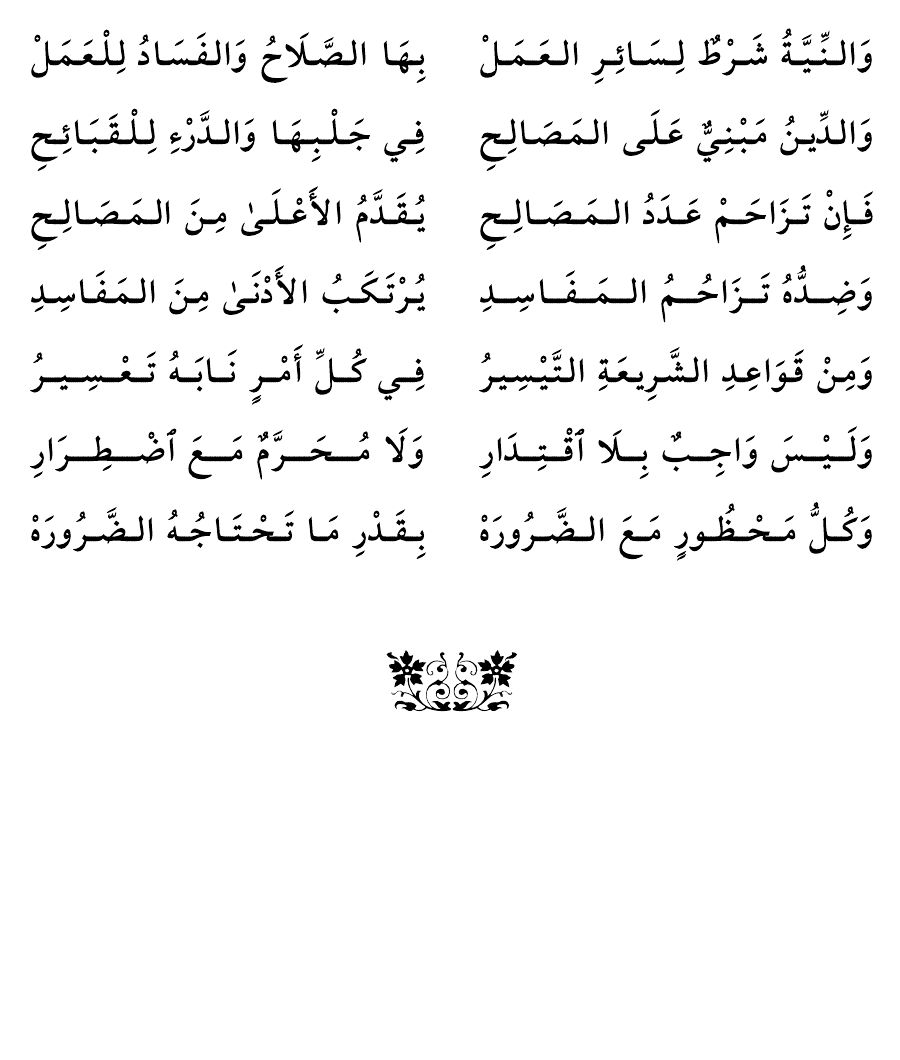 وَالنِّيَّةُ شَرْطٌ لِسَائِرِ العَمَلْ بِهَا الصَّلَاحُ وَالفَسَادُ لِلْعَمَلْ
وَالدِّينُ مَبْنِيٌّ عَلَى المَصَالِحِ فِي جَلْبِهَا وَالدَّرْءِ لِلْقَبَائِحِ
فَإِنْ تَزَاحَمْ عَدَدُ المَصَالِحِ يُقَدَّمُ الأَعْلَىٰ مِنَ المَصَالِحِ
وَضِدُّهُ تَزَاحُمُ المَفَاسِدِ يُرْتَكَبُ الأَدْنَىٰ مِنَ المَفَاسِدِ
وَمِنْ قَوَاعِدِ الشَّرِيعَةِ التَّيْسِيرُ فِي كُلِّ أَمْرٍ نَابَهُ تَعْسِيرُ
وَلَيْسَ وَاجِبٌ بِلَا ٱقْتِدَارِ وَلَا مُحَرَّمٌ مَعَ ٱضْطِرَارِ
وَكُلُّ مَحْظُورٍ مَعَ الضَّرُورَهْ بِقَدْرِ مَا تَحْتَاجُهُ الضَّرُورَهْ